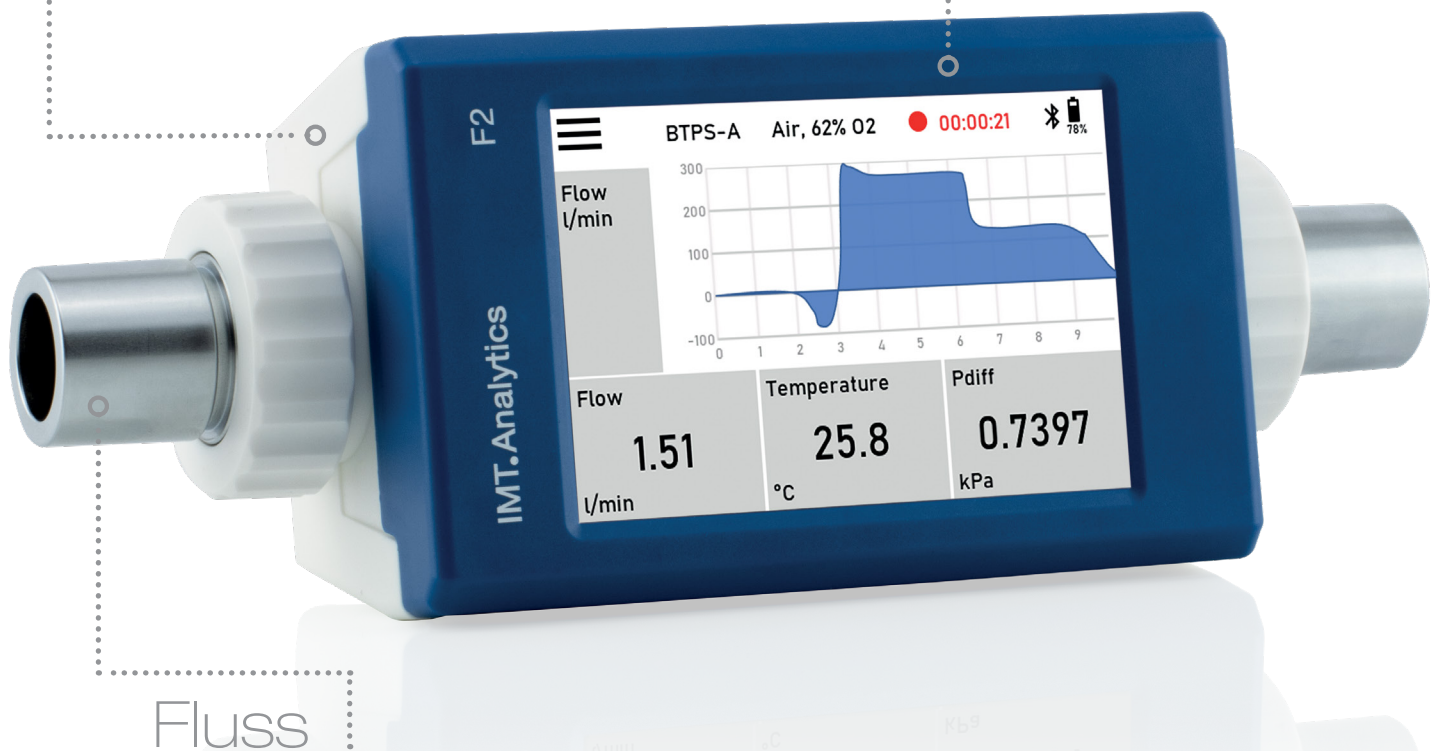 F2
IMT.Analytics
BTPS-A Air, 62% O2 00:00:21
78%
Flow
l/min
300
200
100
0
-100
0 1 2 3 4 5 6 7 8 9
Flow
1.51
l/min
Temperature
25.8
°C
Pdiff
0.7397
kPa
Fluss